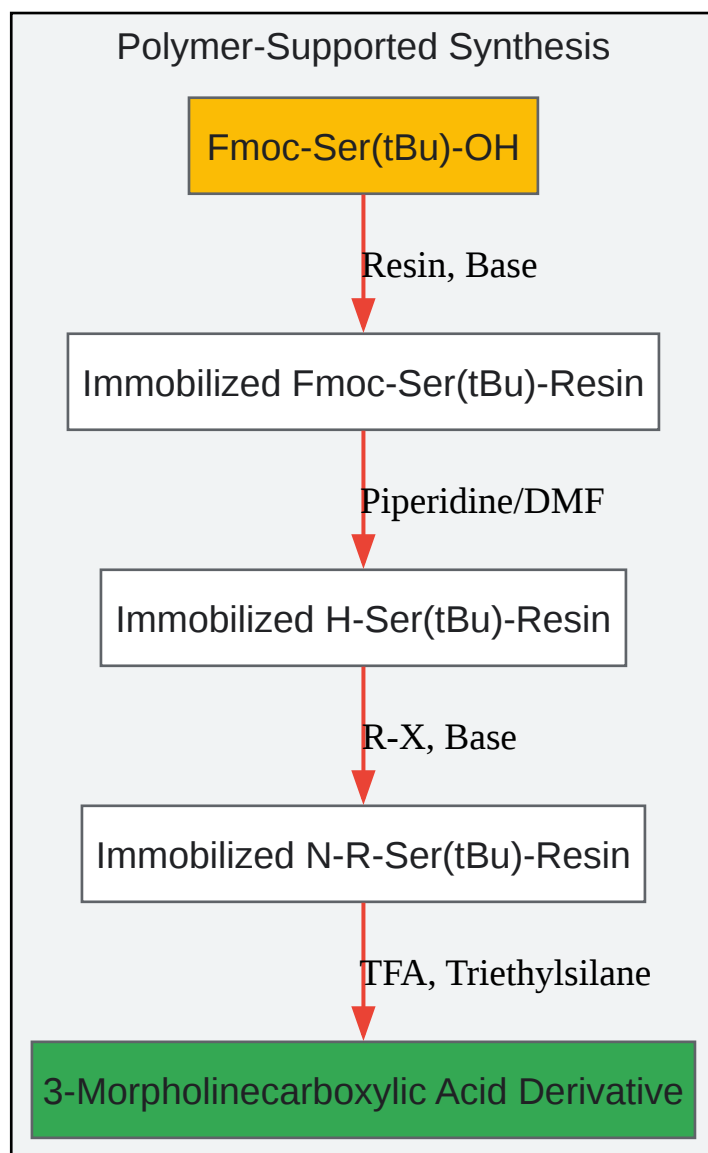 Polymer-Supported Synthesis
Fmoc-Ser(tBu)-OH
Resin, Base
Immobilized Fmoc-Ser(tBu)-Resin
Piperidine/DMF
Immobilized H-Ser(tBu)-Resin
R-X, Base
Immobilized N-R-Ser(tBu)-Resin
TFA, Triethylsilane
3-Morpholinecarboxylic Acid Derivative